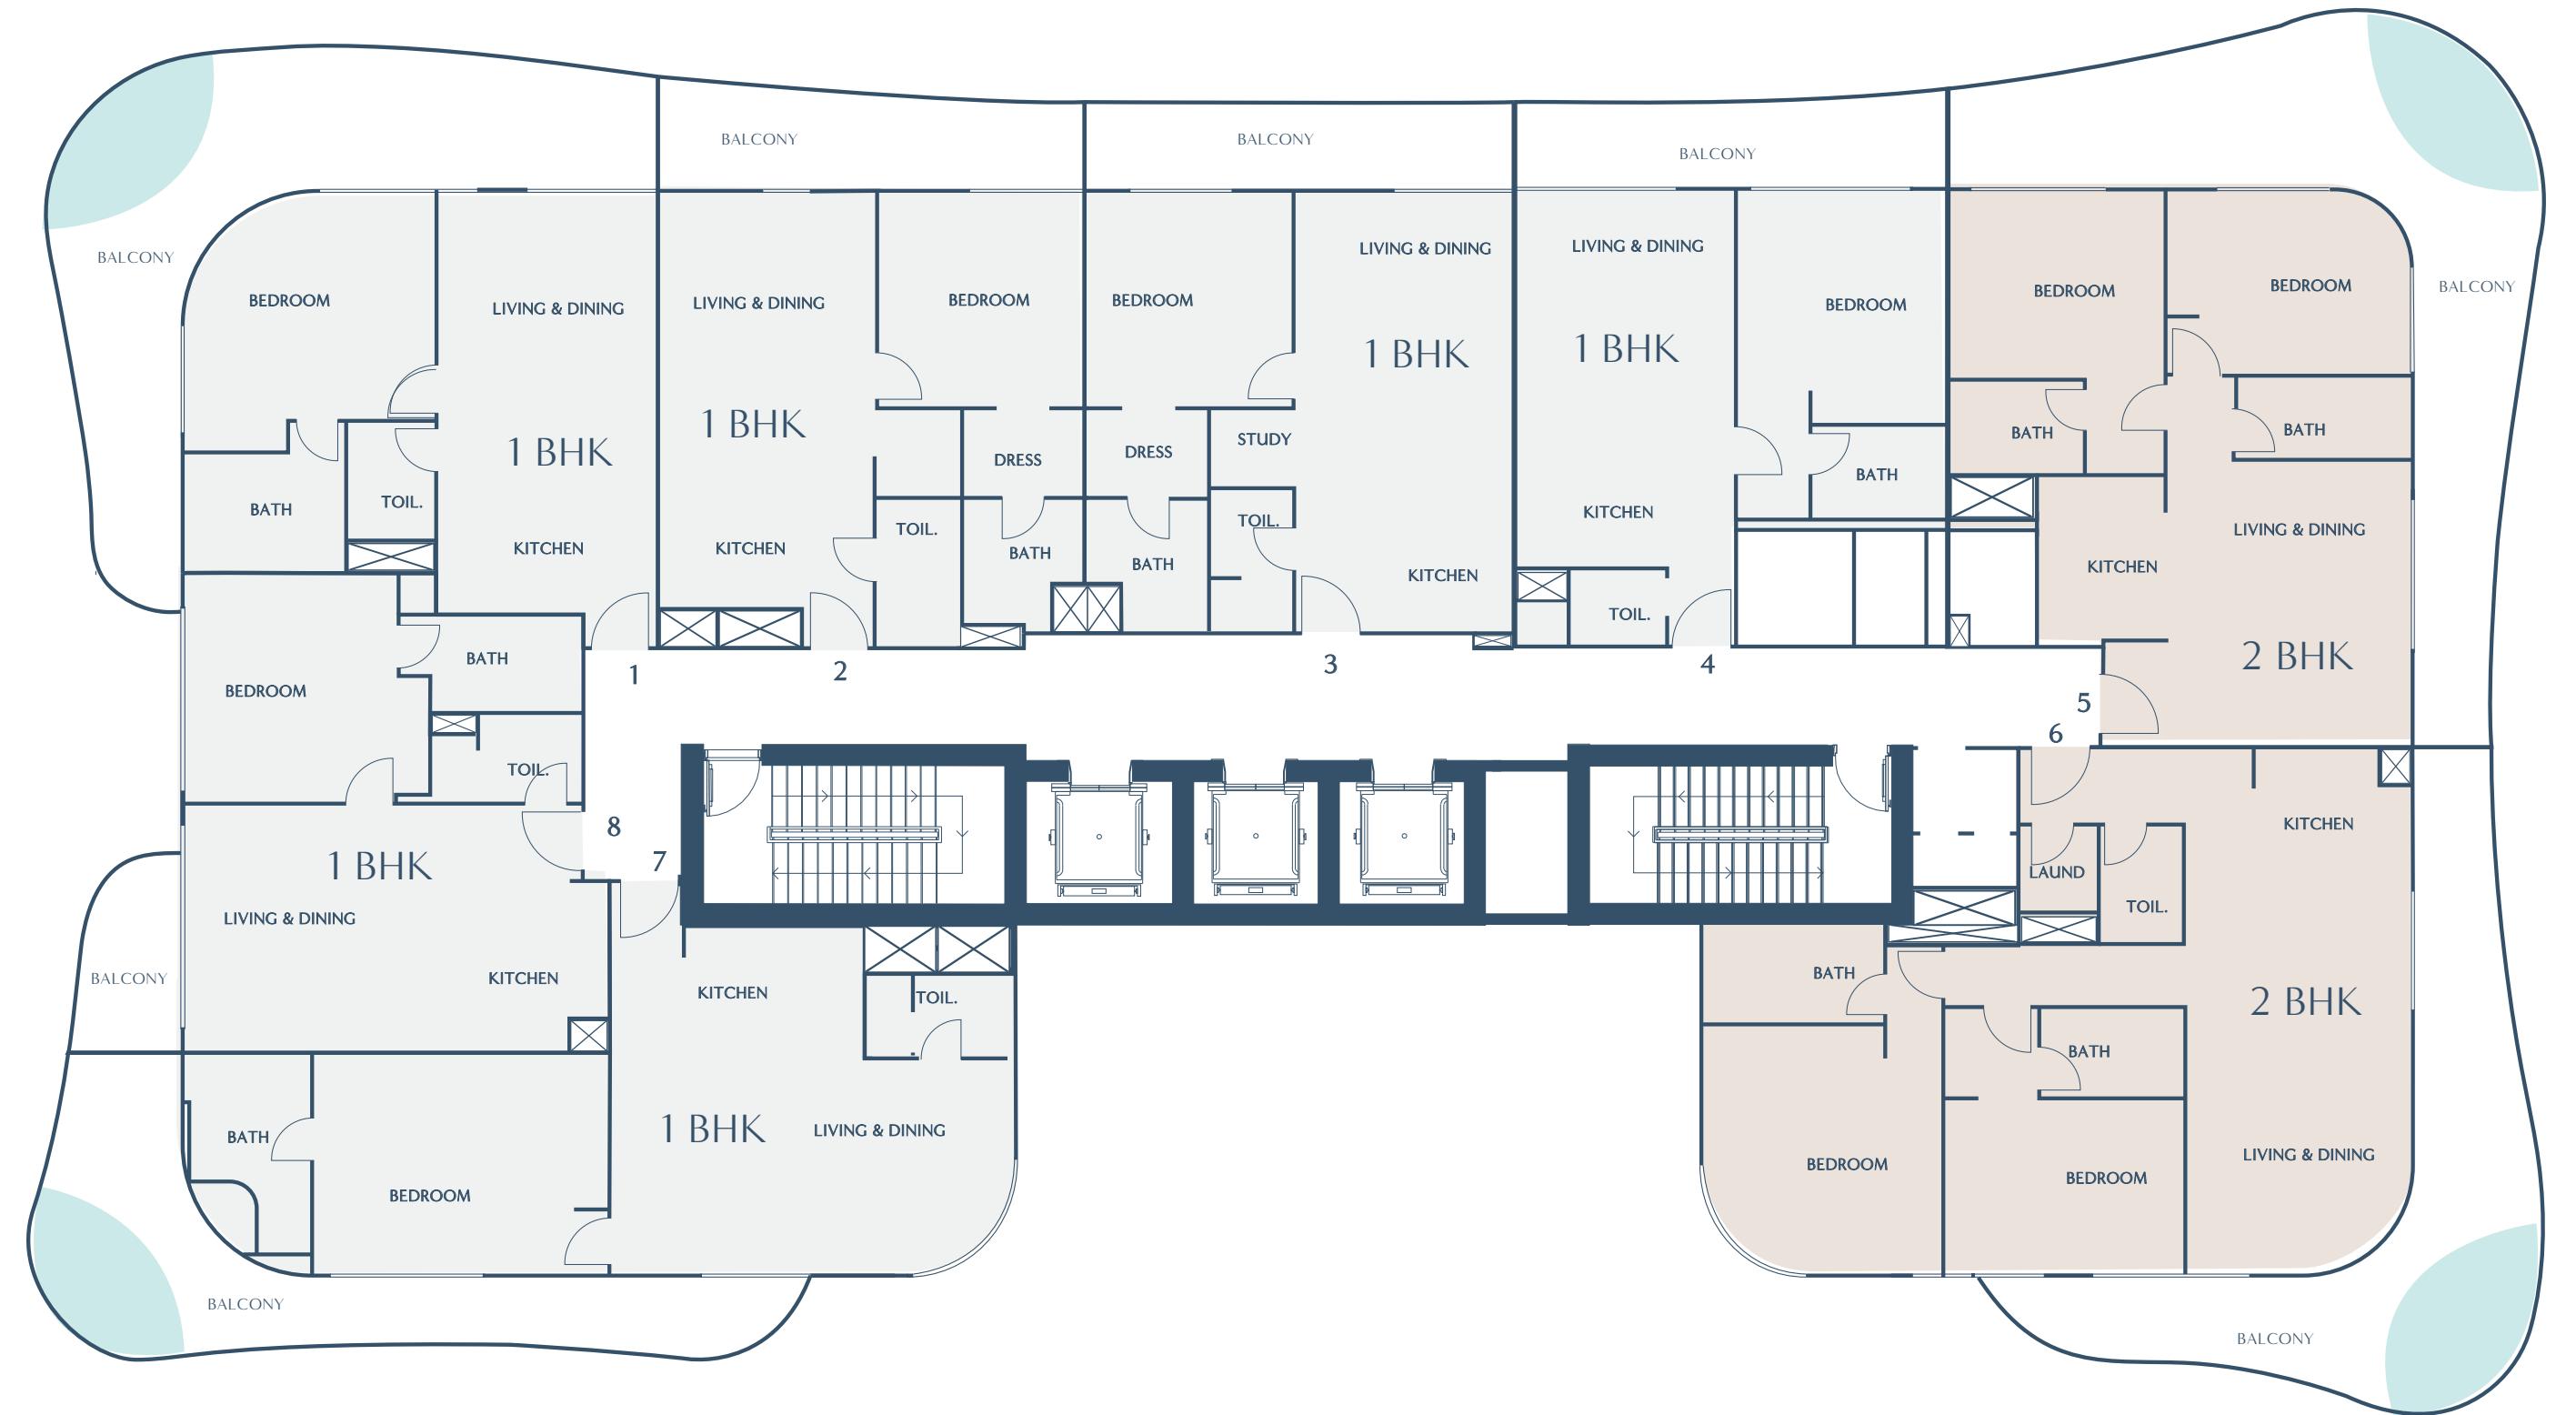 BALCONY
BALCONY
BALCONY
BALCONY
BALCONY
BEDROOM
LIVING & DINING
1 BHK
BATH
TOIL.
KITCHEN
1
LIVING & DINING
BEDROOM
1 BHK
DRESS
TOIL.
KITCHEN
BATH
2
BEDROOM
LIVING & DINING
1 BHK
DRESS
STUDY
TOIL.
BATH
KITCHEN
3
LIVING & DINING
BEDROOM
1 BHK
BATH
KITCHEN
TOIL.
4
BEDROOM
BEDROOM
BATH
BATH
LIVING & DINING
KITCHEN
2 BHK
5
6
KITCHEN
LAUND
TOIL.
BATH
2 BHK
BATH
LIVING & DINING
BEDROOM
BEDROOM
BALCONY
BATH
BEDROOM
TOIL.
8
1 BHK
LIVING & DINING
KITCHEN
BALCONY
7
KITCHEN
TOIL.
1 BHK
LIVING & DINING
BATH
BEDROOM
BALCONY